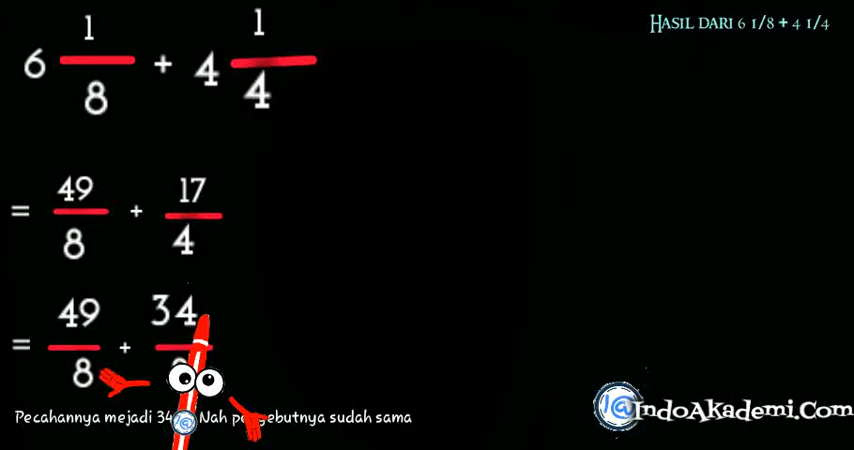 Hasil dari 6 1/8 + 4 1/4
6 1/8 + 4 1/4
= 49/8 + 17/4
= 49/8 + 34
Pecahannya mejadi 34 Nah sudah sama
1@IndoAkademi.Com